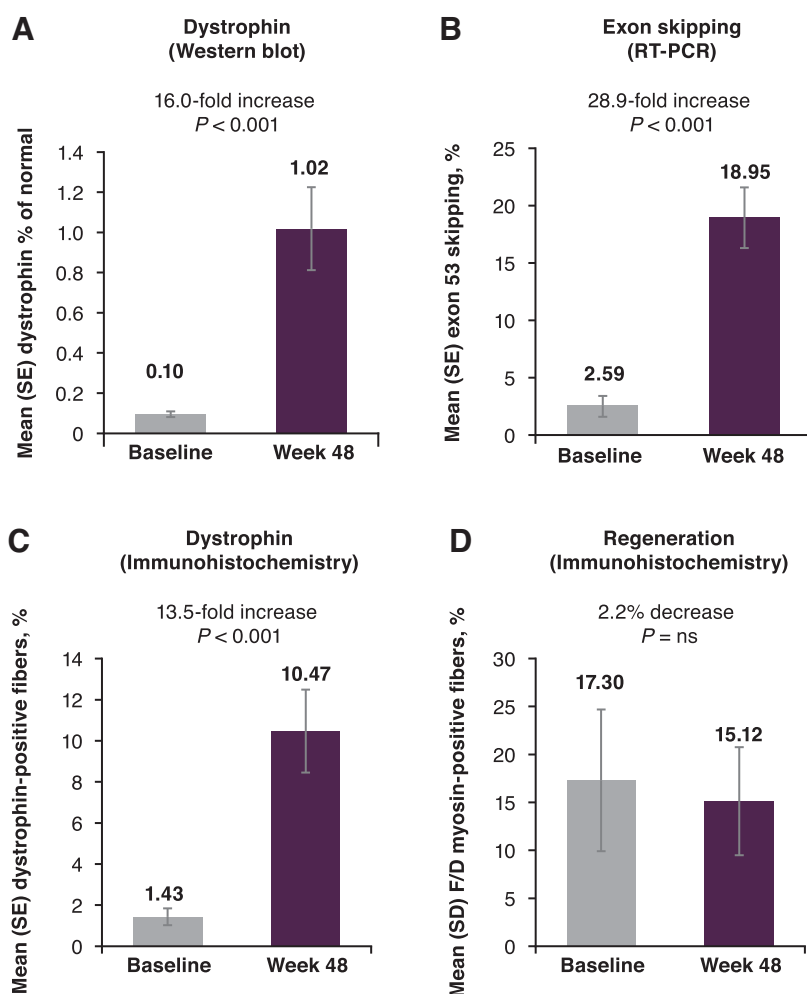 A
Dystrophin
(Western blot)
16.0-fold increase
P < 0.001
Mean (SE) dystrophin % of normal
1.4
1.2
1.0
0.8
0.6
0.4
0.2
0
0.10
1.02
Baseline
Week 48
B
Exon skipping
(RT-PCR)
28.9-fold increase
P < 0.001
Mean (SE) exon 53 skipping, %
25
20
15
10
5
0
2.59
18.95
Baseline
Week 48
C
Dystrophin
(Immunohistochemistry)
13.5-fold increase
P < 0.001
Mean (SE) dystrophin-positive fibers, %
14
12
10
8
6
4
2
0
1.43
10.47
Baseline
Week 48
D
Regeneration
(Immunohistochemistry)
2.2% decrease
P = ns
Mean (SD) F/D myosin-positive fibers, %
30
25
20
15
10
5
0
17.30
15.12
Baseline
Week 48